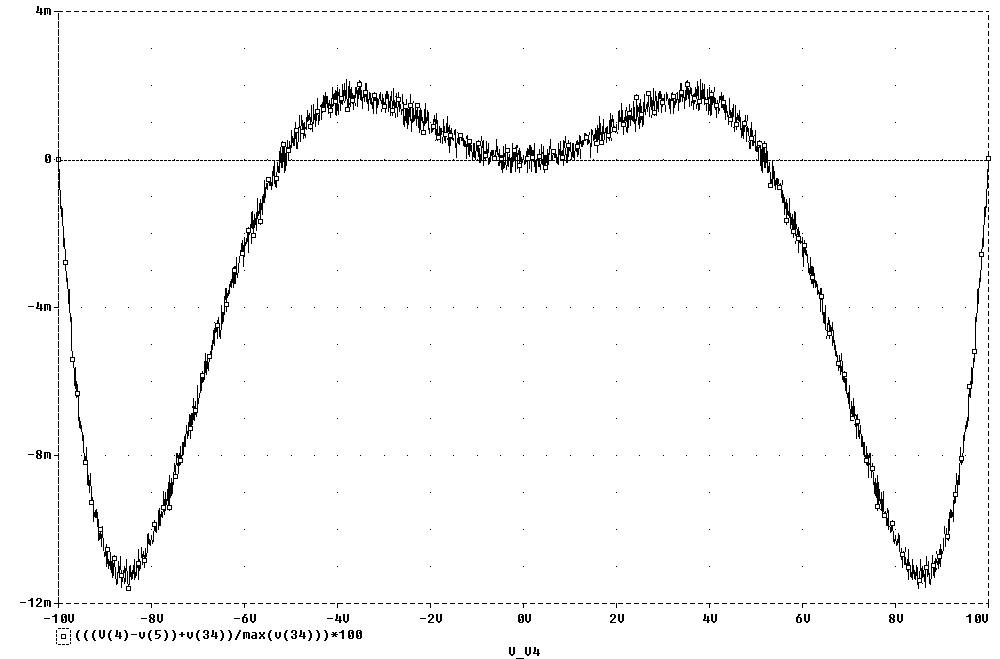 4m
0
-4m
-8m
-12m
-10V -8V -6V -4V -2V 0V 2V 4V 6V 8V 10V
(((V(4)-v(5))+v(34))/max(v(34)))*100
V_V4